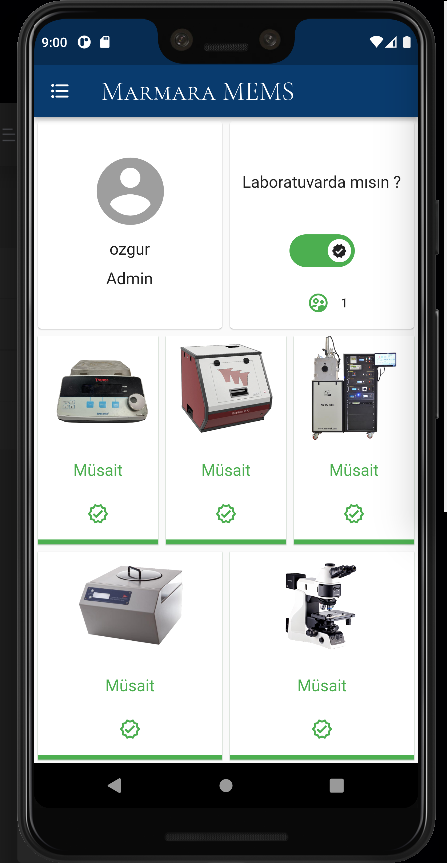 9:00
MARMARA MEMS
Laboratuvarda mısın ?
ozgur
Admin
1
Müsait
Müsait
Müsait
Müsait
Müsait